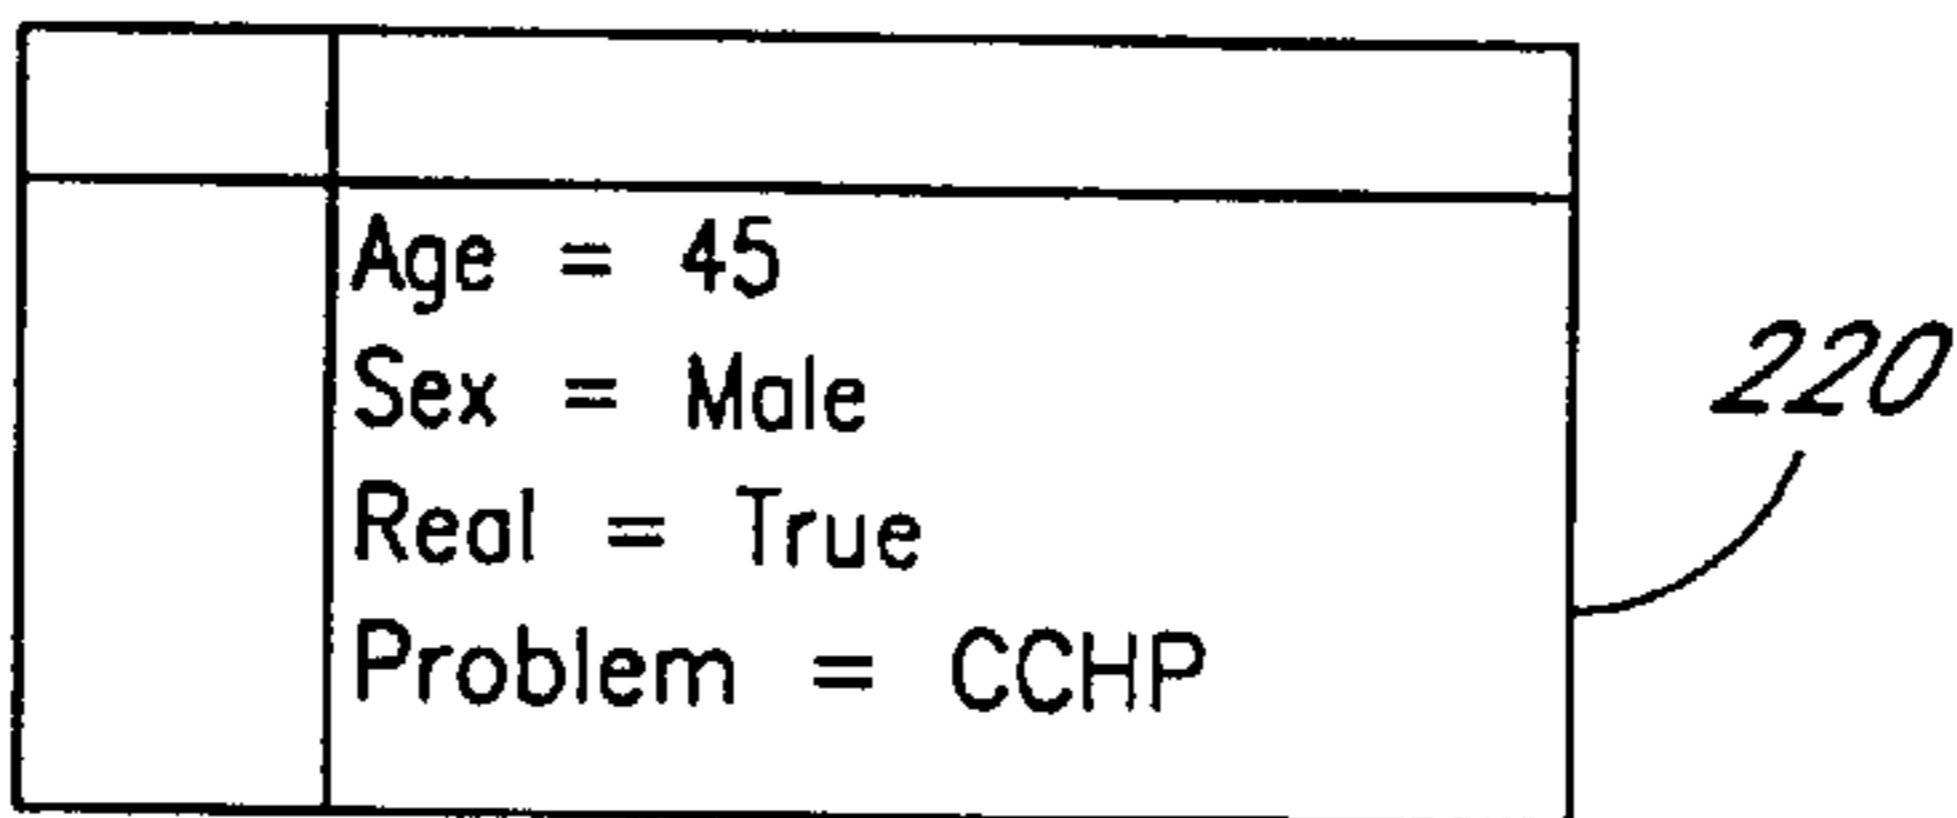 Age = 45
Sex = Male
Real = True
Problem = CCHP
220